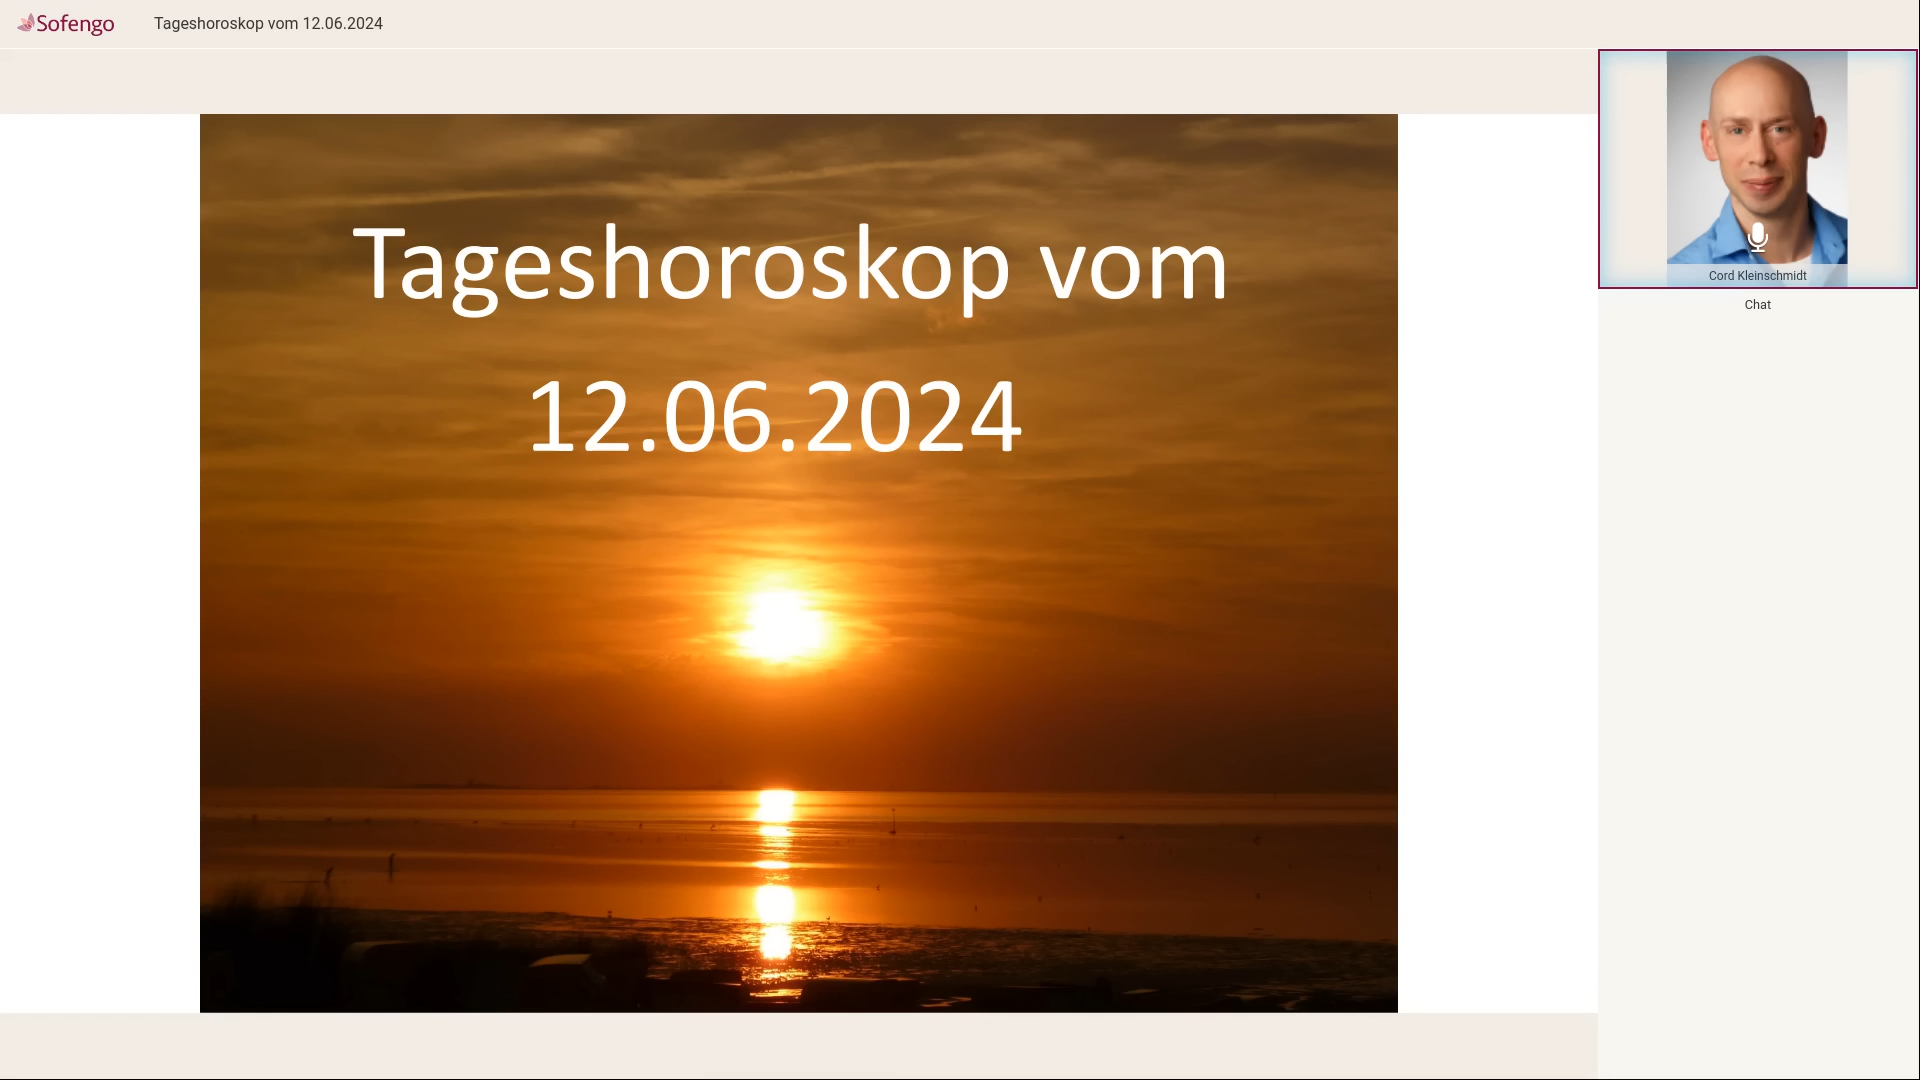 Sofengo
Tageshoroskop vom 12.06.2024
Tageshoroskop vom
12.06.2024
Cord Kleinschmidt
Chat